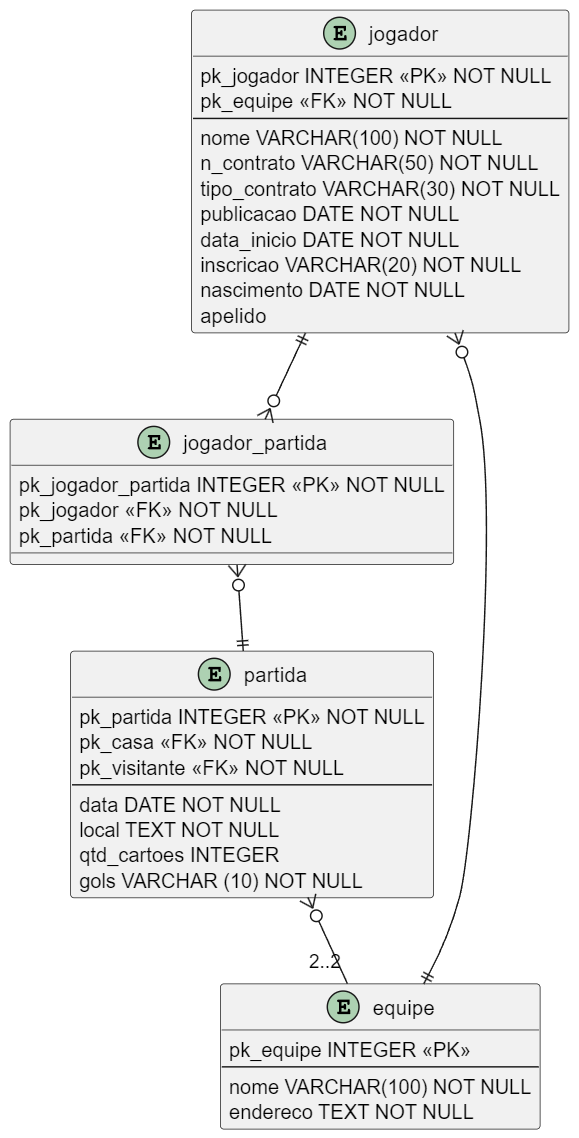 E jogador
pk_jogador INTEGER «PK» NOT NULL
pk_equipe «FK» NOT NULL
nome VARCHAR(100) NOT NULL
n_contrato VARCHAR(50) NOT NULL
tipo_contrato VARCHAR(30) NOT NULL
publicacao DATE NOT NULL
data_inicio DATE NOT NULL
inscricao VARCHAR(20) NOT NULL
nascimento DATE NOT NULL
apelido
E jogador_partida
pk_jogador_partida INTEGER «PK» NOT NULL
pk_jogador «FK» NOT NULL
pk_partida «FK» NOT NULL
E partida
pk_partida INTEGER «PK» NOT NULL
pk_casa «FK» NOT NULL
pk_visitante «FK» NOT NULL
data DATE NOT NULL
local TEXT NOT NULL
qtd_cartoes INTEGER
gols VARCHAR (10) NOT NULL
2..2
E equipe
pk_equipe INTEGER «PK»
nome VARCHAR(100) NOT NULL
endereco TEXT NOT NULL